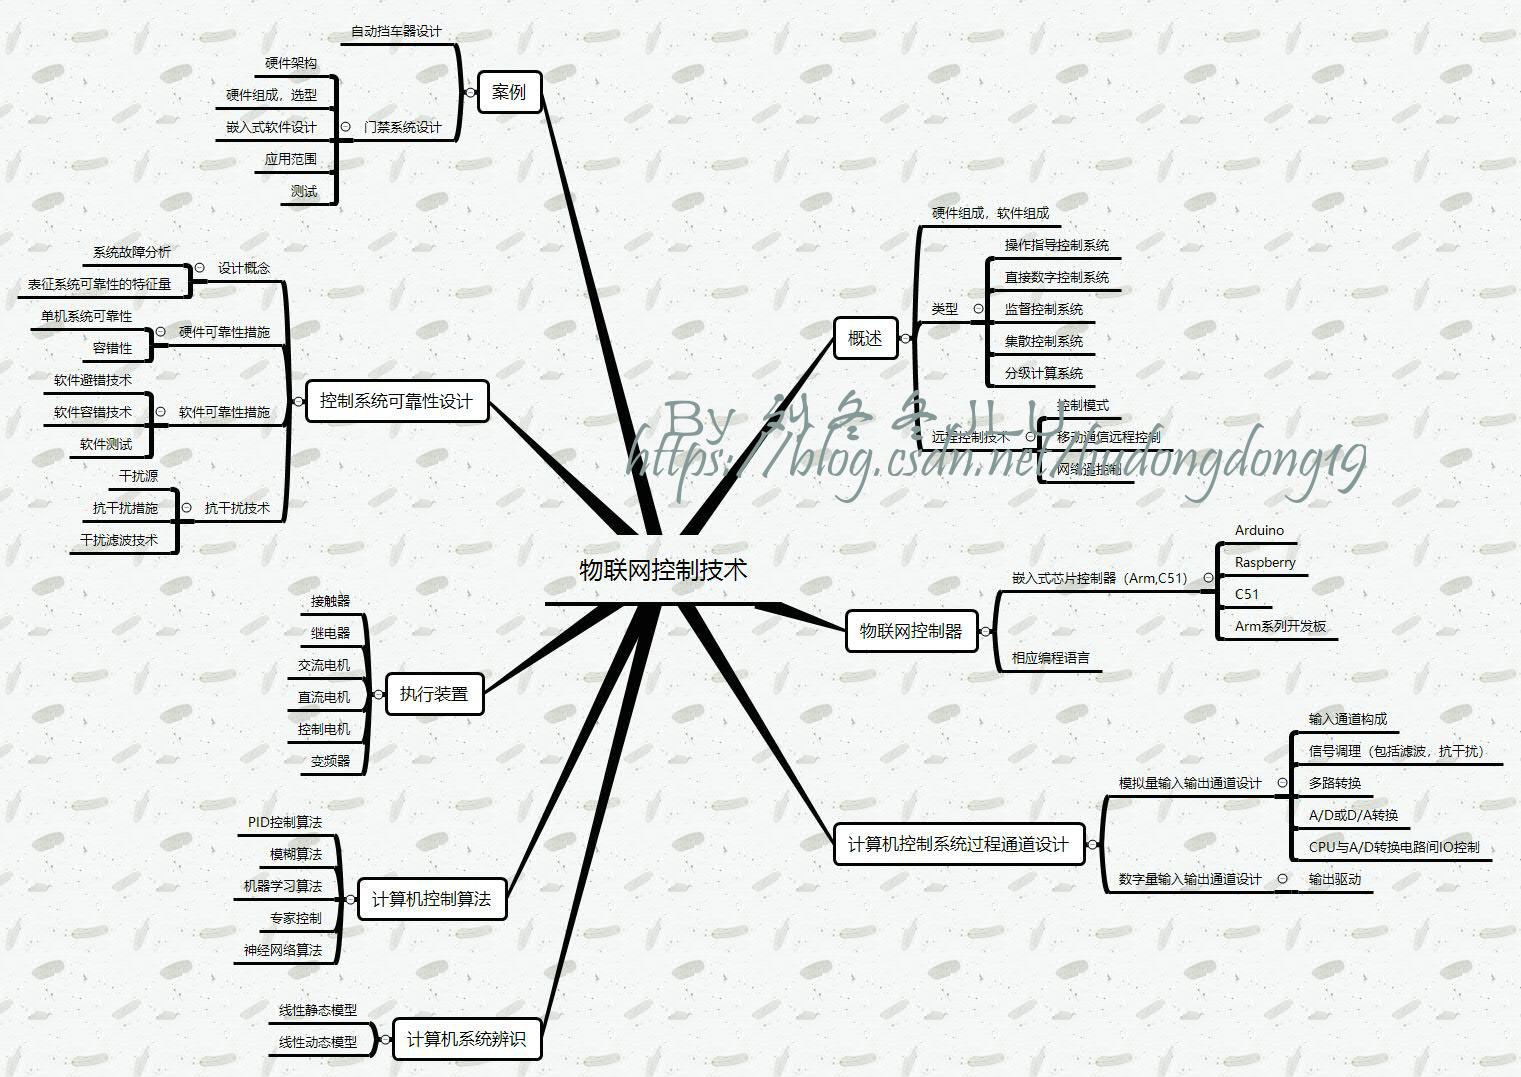 物联网控制技术
概述
硬件组成，软件组成
类型
操作指导控制系统
直接数字控制系统
监督控制系统
集散控制系统
分级计算系统
远程控制技术
控制模式
移动通信远程控制
网络遥控制
物联网控制器
嵌入式芯片控制器（Arm,C51）
Arduino
Raspberry
C51
Arm系列开发板
相应编程语言
计算机控制系统过程通道设计
模拟量输入输出通道设计
输入通道构成
信号调理（包括滤波，抗干扰）
多路转换
A/D或D/A转换
CPU与A/D转换电路间IO控制
数字量输入输出通道设计
输出驱动
案例
自动挡车器设计
门禁系统设计
硬件架构
硬件组成，选型
嵌入式软件设计
应用范围
测试
控制系统可靠性设计
设计概念
系统故障分析
表征系统可靠性的特征量
硬件可靠性措施
单机系统可靠性
容错性
软件可靠性措施
软件避错技术
软件容错技术
软件测试
抗干扰技术
干扰源
抗干扰措施
干扰滤波技术
执行装置
接触器
继电器
交流电机
直流电机
控制电机
变频器
计算机控制算法
PID控制算法
模糊算法
机器学习算法
专家控制
神经网络算法
计算机系统辨识
线性静态模型
线性动态模型
By 刘冬冬JLU
https://blog.csdn.net/liudongdong19